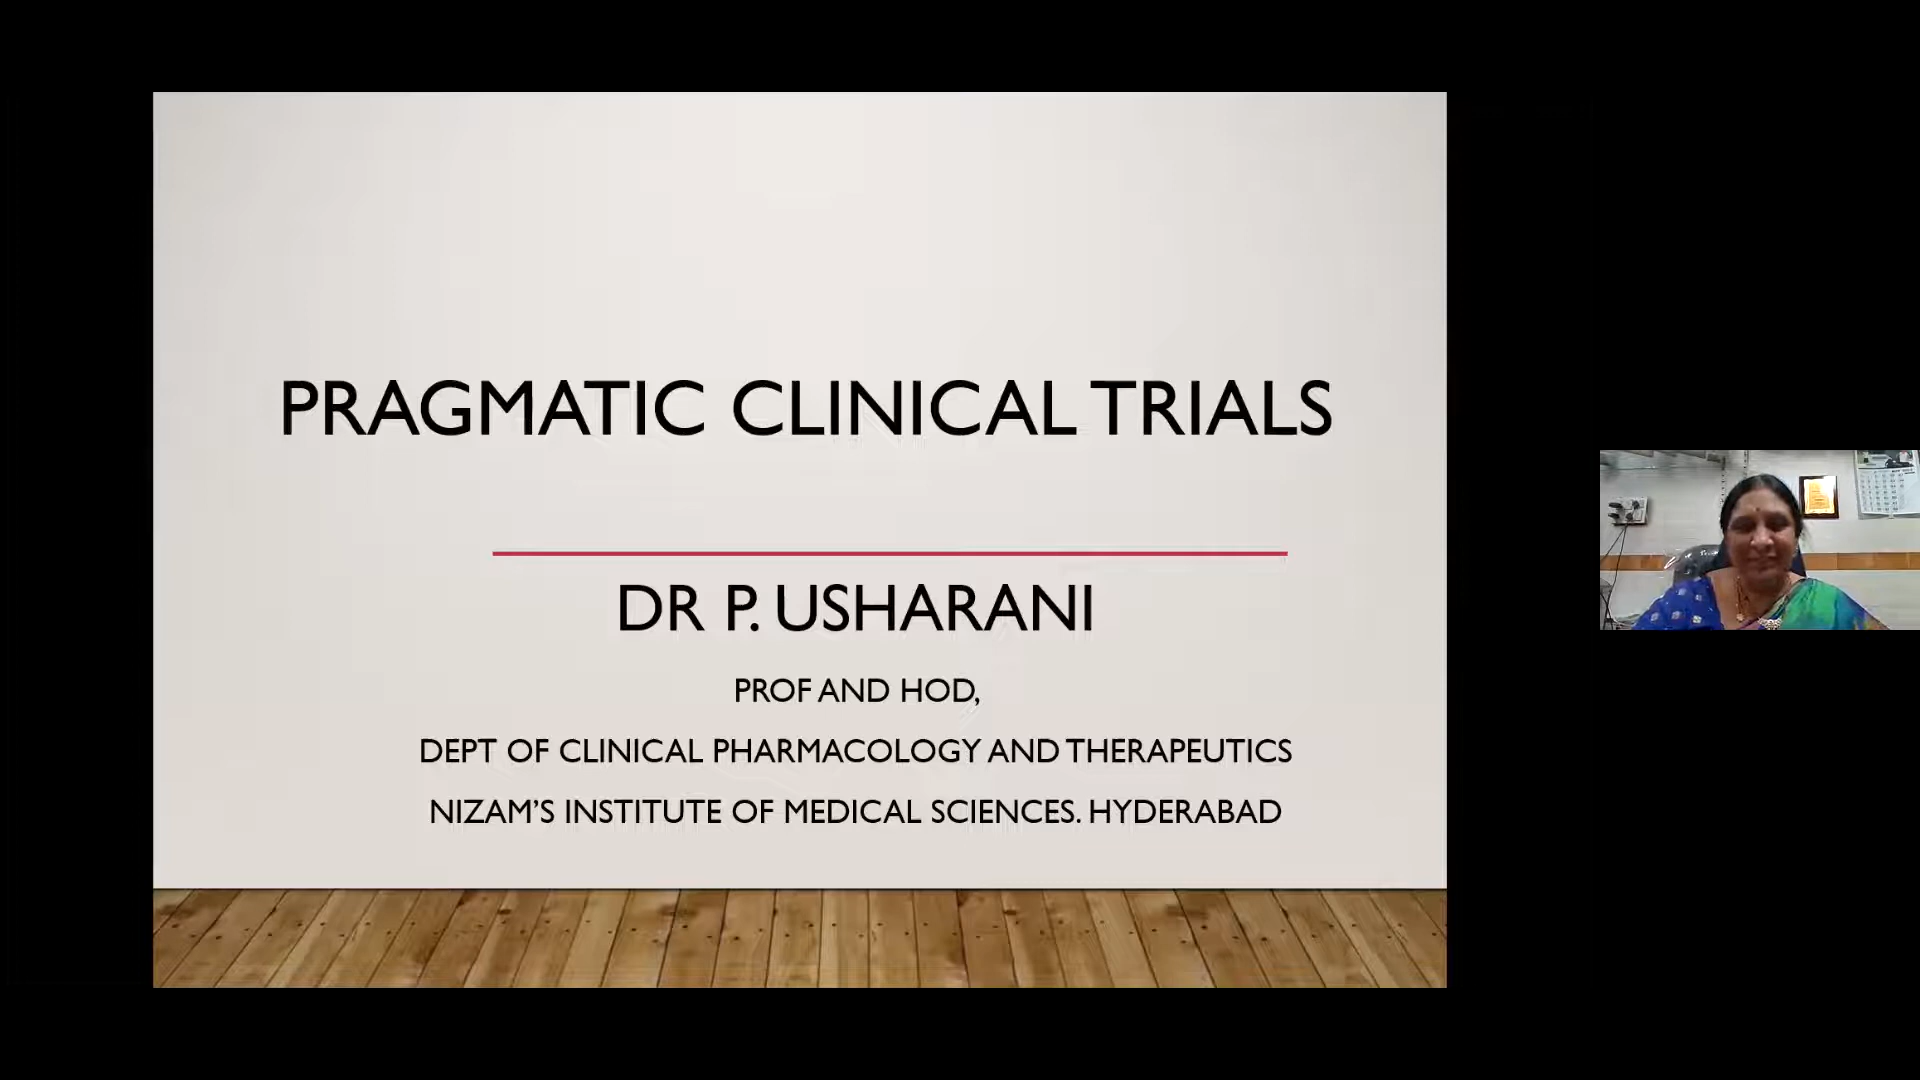 PRAGMATIC CLINICAL TRIALS
DR P. USHARANI
PROF AND HOD,
DEPT OF CLINICAL PHARMACOLOGY AND THERAPEUTICS
NIZAM’S INSTITUTE OF MEDICAL SCIENCES. HYDERABAD